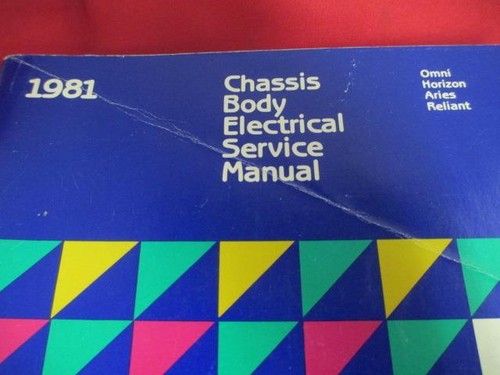 1981
Chassis
Body
Electrical
Service
Manual
Omni
Horizon
Aries
Reliant